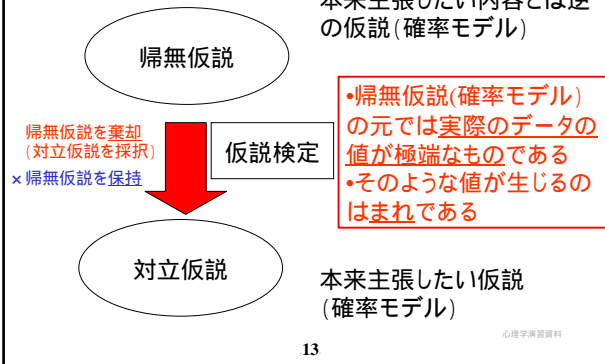 本来主張したい内容とは逆
の仮説(確率モデル)
帰無仮説
•帰無仮説(確率モデル)
の元では実際のデータの
値が極端なものである
•そのような値が生じるの
はまれである
帰無仮説を棄却
(対立仮説を採択)
×帰無仮説を保持
仮説検定
対立仮説
本来主張したい仮説
(確率モデル)
心理学演習資料
13